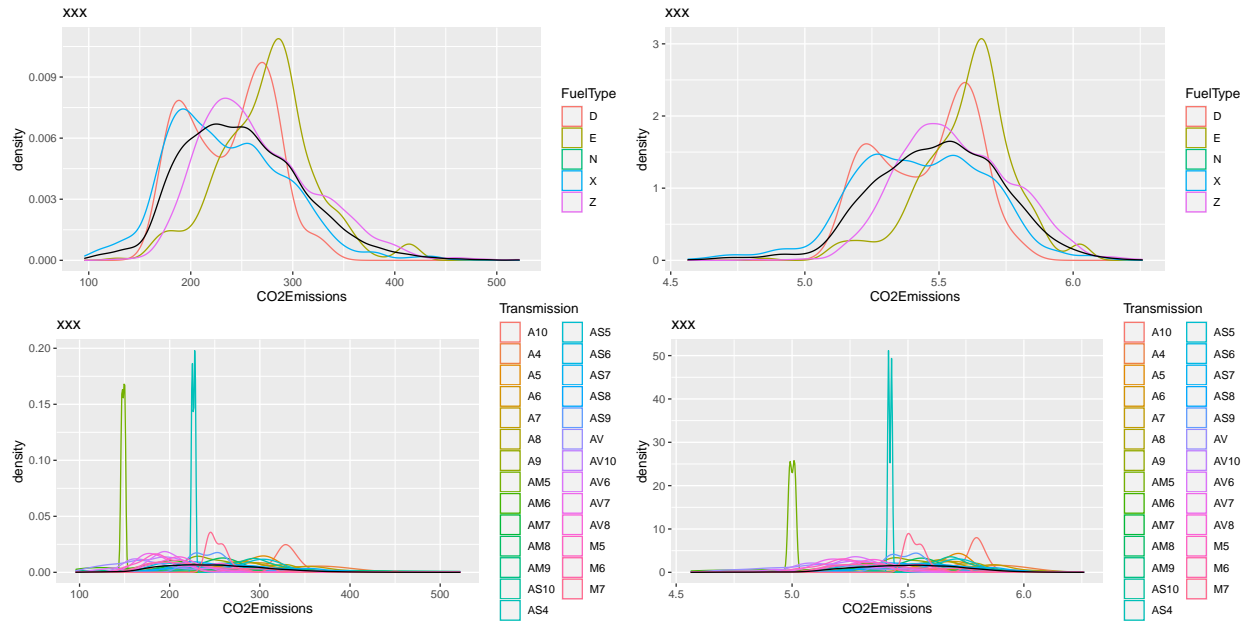 xxx
density
0.009
0.006
0.003
0.000
100
200
300
400
500
CO2Emissions
FuelType
D
E
N
X
Z
xxx
density
3
2
1
0
4.5
5.0
5.5
6.0
CO2Emissions
FuelType
D
E
N
X
Z
xxx
density
0.20
0.15
0.10
0.05
0.00
100
200
300
400
500
CO2Emissions
Transmission
A10
A4
A5
A6
A7
A8
A9
AM5
AM6
AM7
AM8
AM9
AS10
AS4
AS5
AS6
AS7
AS8
AS9
AV
AV10
AV6
AV7
AV8
M5
M6
M7
xxx
density
50
40
30
20
10
0
4.5
5.0
5.5
6.0
CO2Emissions
Transmission
A10
A4
A5
A6
A7
A8
A9
AM5
AM6
AM7
AM8
AM9
AS10
AS4
AS5
AS6
AS7
AS8
AS9
AV
AV10
AV6
AV7
AV8
M5
M6
M7